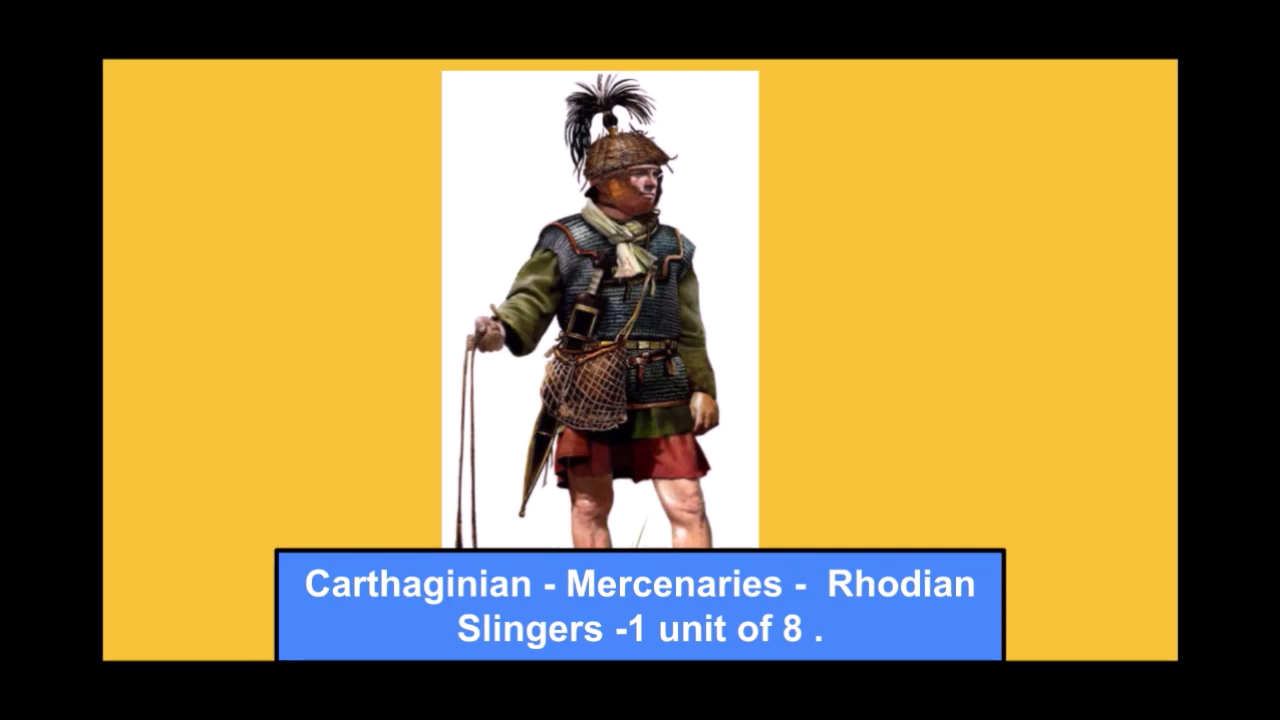 Carthaginian - Mercenaries -  Rhodian
Slingers -1 unit of 8 .